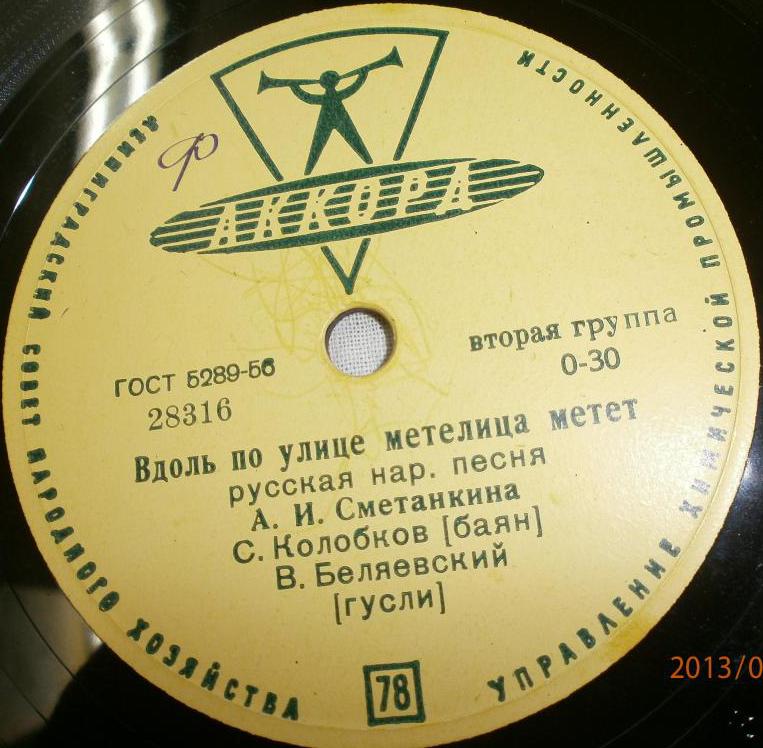 АККОРД
ГОСТ 5289-56
28316
вторая группа
0-30
Вдоль по улице метелица метет
русская нар. песня
А. И. Сметанкина
С. Колобков [баян]
В. Беляевский
[гусли]
78
ЛЕНИНГРАДСКИЙ СОВЕТ НАРОДНОГО ХОЗЯЙСТВА
УПРАВЛЕНИЕ ХИМИЧЕСКОЙ ПРОМЫШЛЕННОСТИ
2013/0